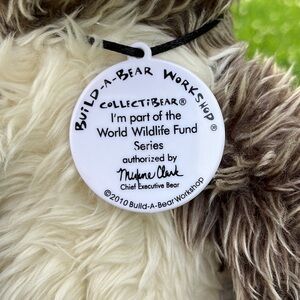 BUILD-A-BEAR WORKSHOP®
COLLECTIBEAR®
I'm part of the
World Wildlife Fund
Series
authorized by
Maxine Clark
Chief Executive Bear
©2010 Build-A-Bear Workshop